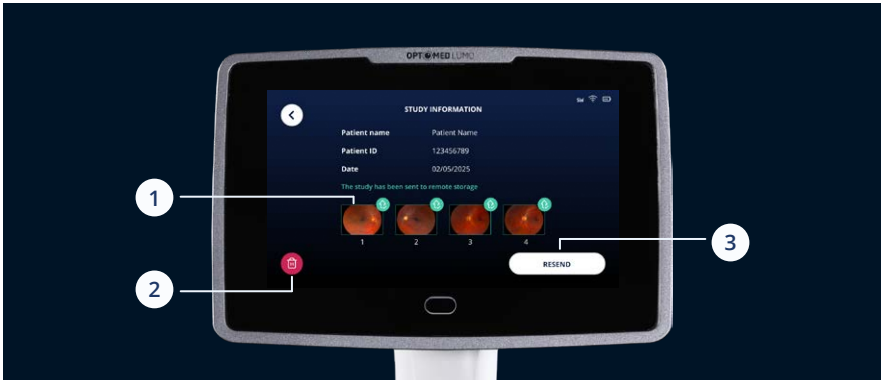 OPTOMED LUMO
STUDY INFORMATION
Patient name Patient Name
Patient ID 123456789
Date 02/05/2025
The study has been sent to remote storage
1 2 3 4
RESEND
1
2
3